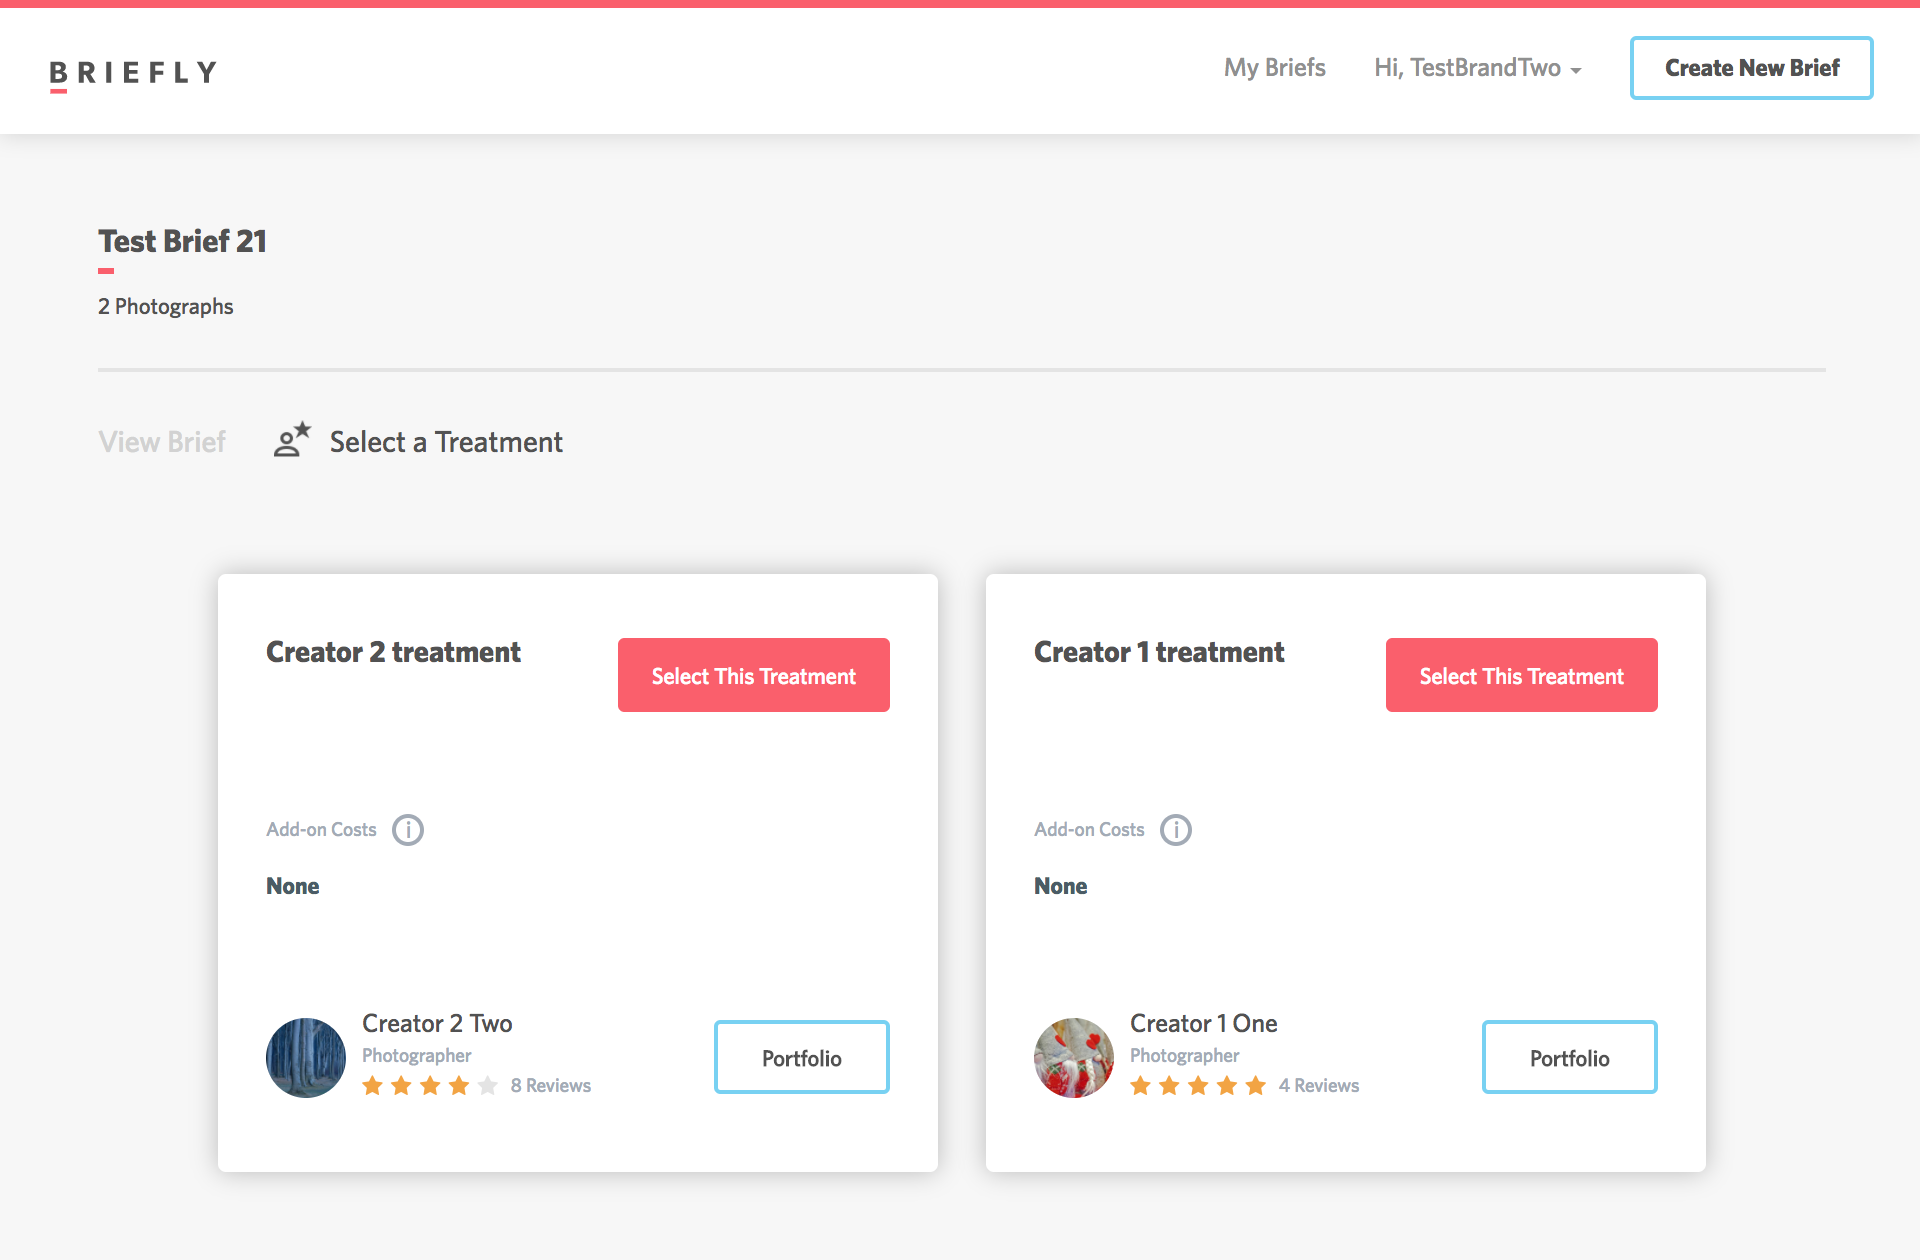 BRIEFLY
My Briefs
Hi, TestBrandTwo
Create New Brief
Test Brief 21
2 Photographs
View Brief
Select a Treatment
Creator 2 treatment
Select This Treatment
Add-on Costs
None
Creator 2 Two
Photographer
8 Reviews
Portfolio
Creator 1 treatment
Select This Treatment
Add-on Costs
None
Creator 1 One
Photographer
4 Reviews
Portfolio